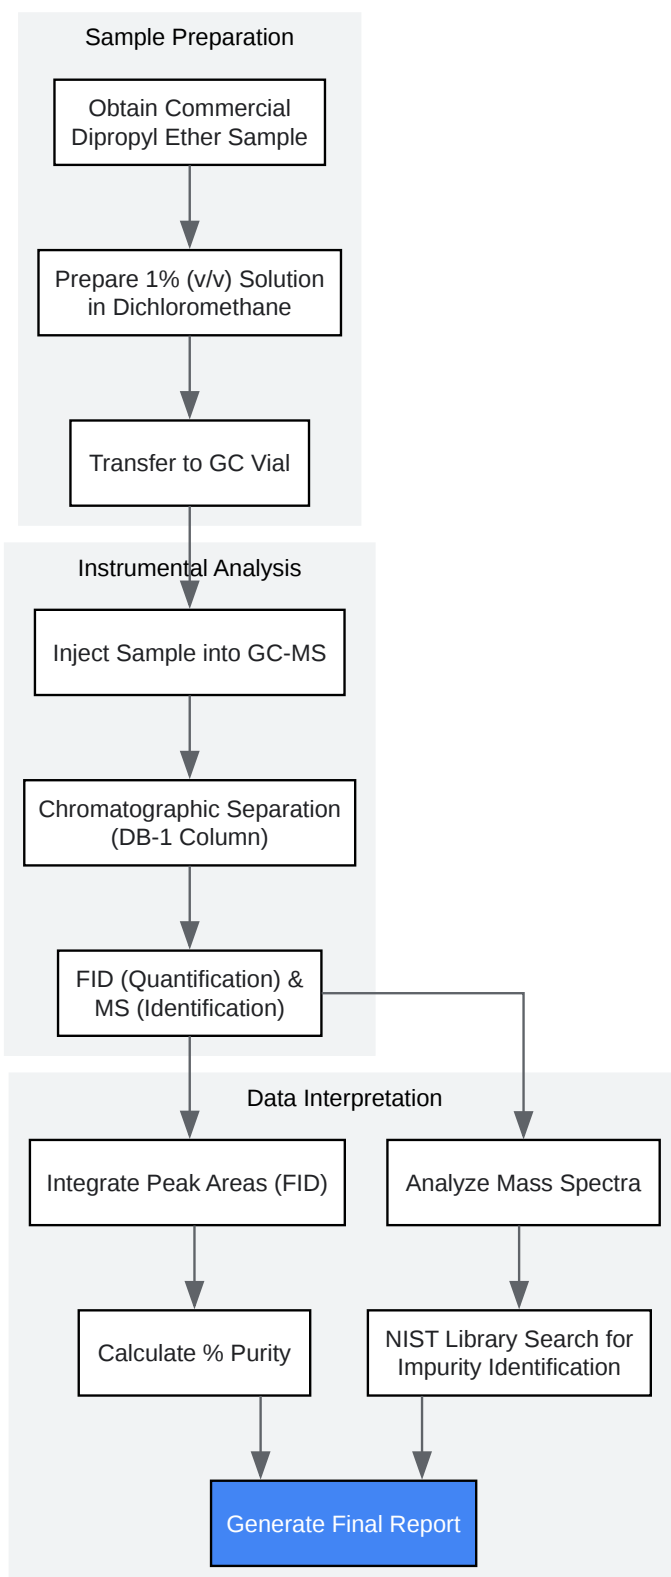 Sample Preparation
Obtain Commercial
Dipropyl Ether Sample
Prepare 1% (v/v) Solution
in Dichloromethane
Transfer to GC Vial
Instrumental Analysis
Inject Sample into GC-MS
Chromatographic Separation
(DB-1 Column)
FID (Quantification) &
MS (Identification)
Data Interpretation
Integrate Peak Areas (FID)
Analyze Mass Spectra
Calculate % Purity
NIST Library Search for
Impurity Identification
Generate Final Report